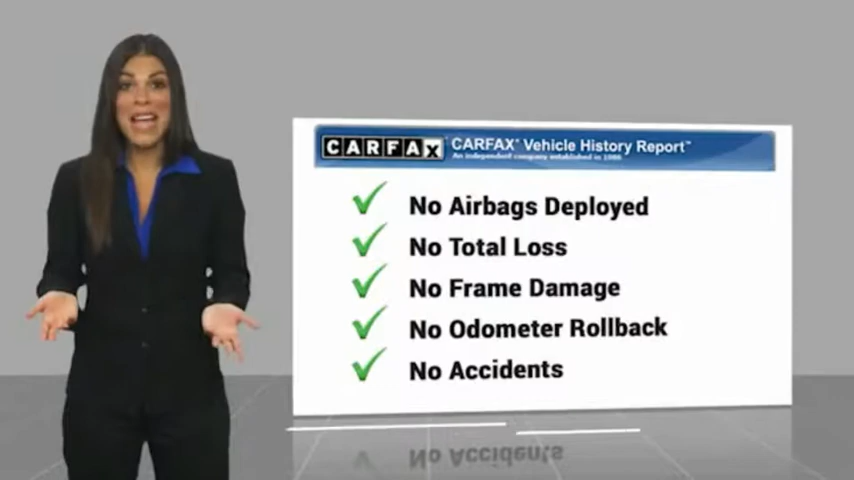 CARFAX CARFAX® Vehicle History Report™
An independent company established in 1986
No Airbags Deployed
No Total Loss
No Frame Damage
No Odometer Rollback
No Accidents
No Accidents